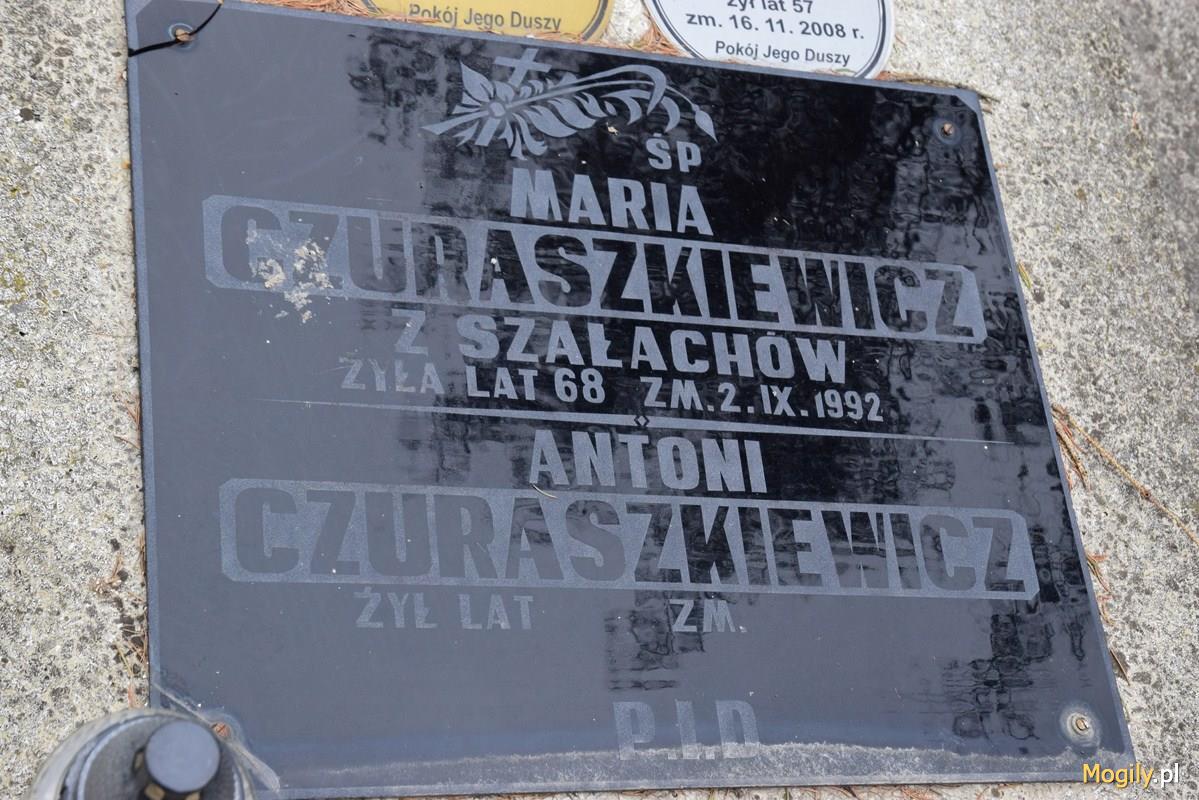 Pokój Jego Duszy
żył lat 57
zm. 16. 11. 2008 r.
Pokój Jego Duszy
ŚP
MARIA
CZURASZKIEWICZ
Z SZAŁACHÓW
ŻYŁA LAT 68 ZM. 2. IX. 1992
ANTONI
CZURASZKIEWICZ
ŻYŁ LAT ZM.
P.J.D
Mogily.pl